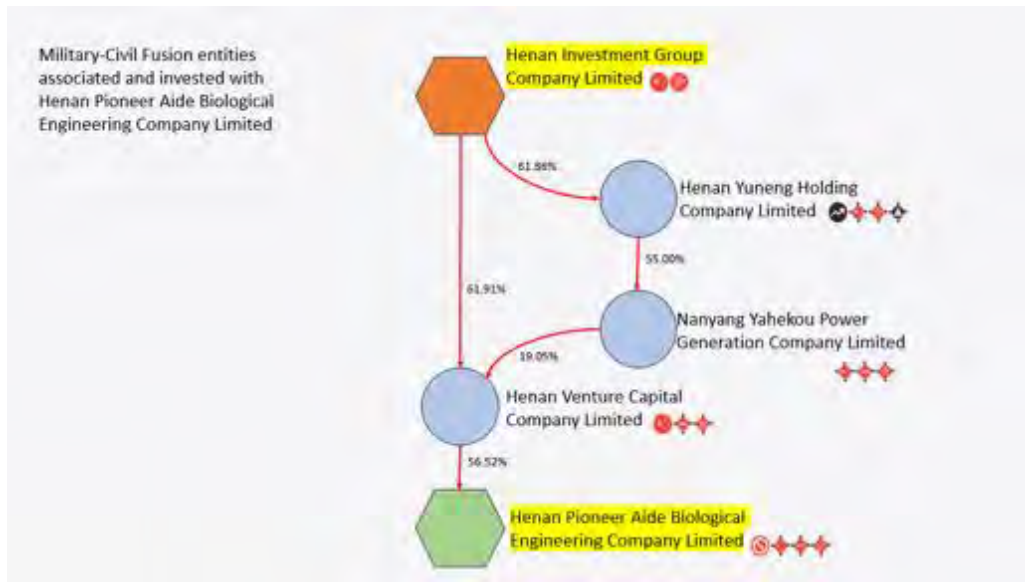 Military-Civil Fusion entities
associated and invested with
Henan Pioneer Aide Biological
Engineering Company Limited
Henan Investment Group
Company Limited
61.86%
Henan Yuneng Holding
Company Limited
55.00%
61.91%
Nanyang Yahekou Power
Generation Company Limited
19.05%
Henan Venture Capital
Company Limited
56.52%
Henan Pioneer Aide Biological
Engineering Company Limited